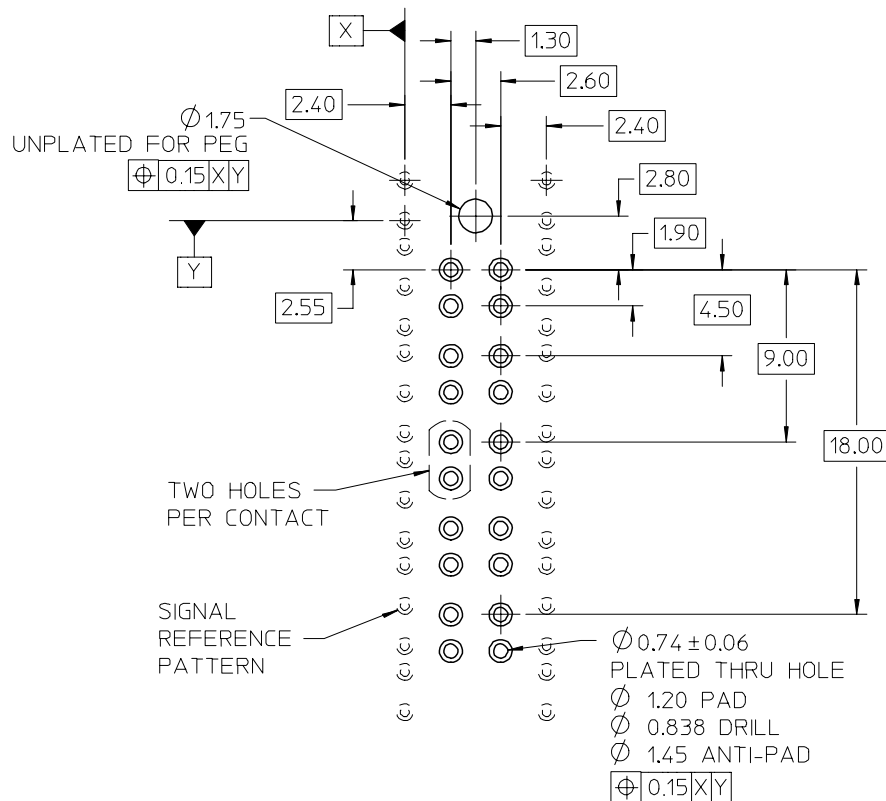 X
1.30
2.60
2.40
2.40
∅1.75
UNPLATED FOR PEG
⌖ 0.15 X Y
2.80
1.90
Y
2.55
4.50
9.00
18.00
TWO HOLES
PER CONTACT
SIGNAL
REFERENCE
PATTERN
∅0.74±0.06
PLATED THRU HOLE
∅ 1.20 PAD
∅ 0.838 DRILL
∅ 1.45 ANTI-PAD
⌖ 0.15 X Y